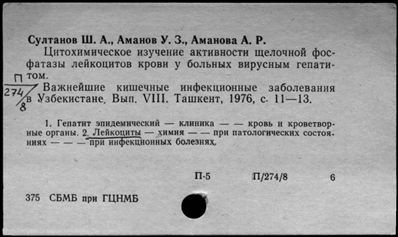 Султанов Ш. А., Аманов У. З., Аманова А. Р.
Цитохимическое изучение активности щелочной фос-
фатазы лейкоцитов крови у больных вирусным гепати-
том.
П
274/8
Важнейшие кишечные инфекционные заболевания
в Узбекистане. Вып. VIII. Ташкент, 1976, с. 11—13.
1. Гепатит эпидемический — клиника — — кровь и кроветвор-
ные органы. 2. Лейкоциты — химия — — при патологических состоя-
ниях — — — при инфекционных болезнях.
П-5 П/274/8 6
375 СБМБ при ГЦНМБ